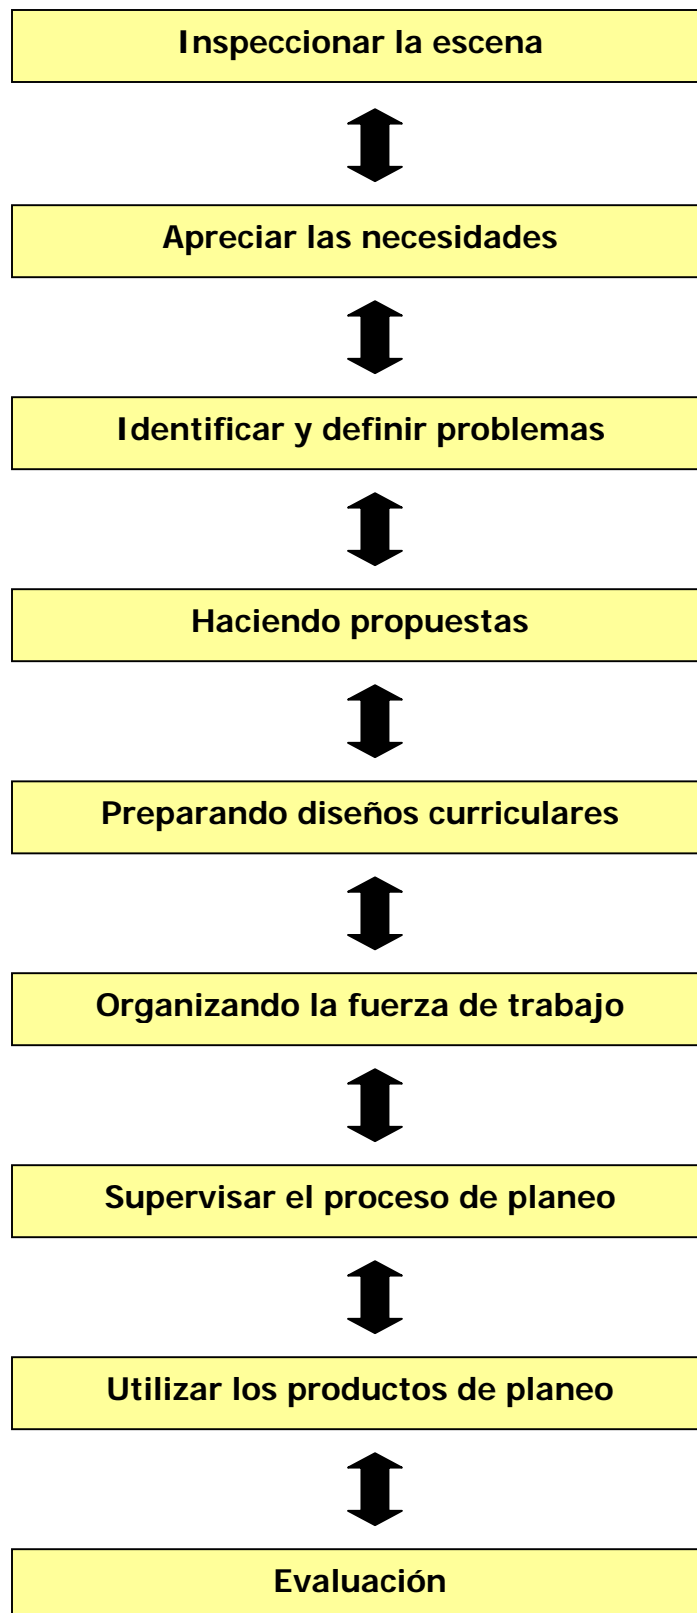 Inspeccionar la escena
Apreciar las necesidades
Identificar y definir problemas
Haciendo propuestas
Preparando diseños curriculares
Organizando la fuerza de trabajo
Supervisar el proceso de planeo
Utilizar los productos de planeo
Evaluación